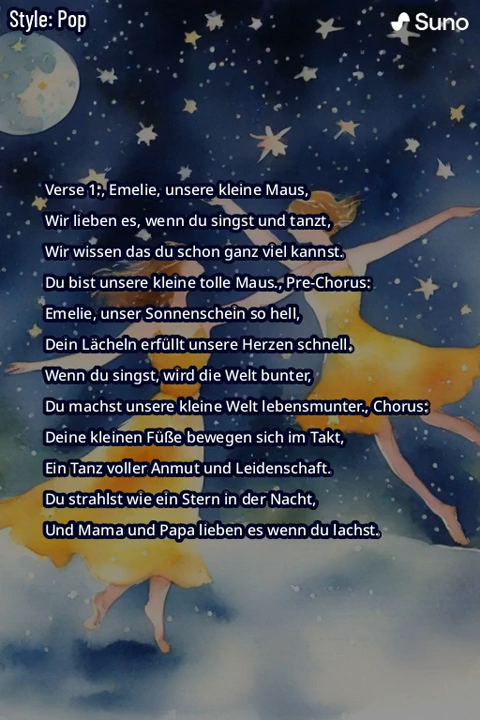 Style: Pop
Suno
Verse 1:, Emelie, unsere kleine Maus,
Wir lieben es, wenn du singst und tanzt,
Wir wissen das du schon ganz viel kannst.
Du bist unsere kleine tolle Maus., Pre-Chorus:
Emelie, unser Sonnenschein so hell,
Dein Lächeln erfüllt unsere Herzen schnell.
Wenn du singst, wird die Welt bunter,
Du machst unsere kleine Welt lebensmunter., Chorus:
Deine kleinen Füße bewegen sich im Takt,
Ein Tanz voller Anmut und Leidenschaft.
Du strahlst wie ein Stern in der Nacht,
Und Mama und Papa lieben es wenn du lachst.